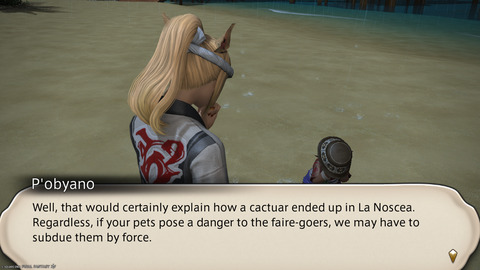 P'obyano
Well, that would certainly explain how a cactuar ended up in La Noscea.
Regardless, if your pets pose a danger to the faire-goers, we may have to
subdue them by force.